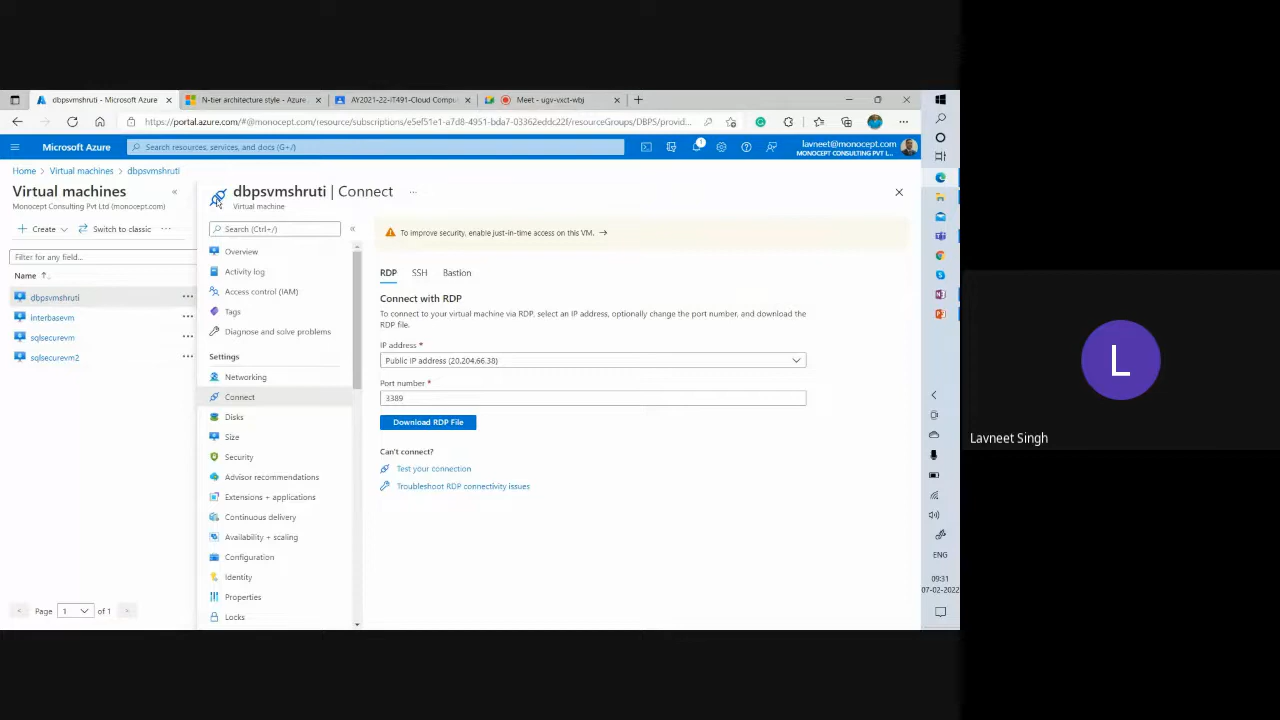 dbpsvmshruti - Microsoft Azure
N-tier architecture style - Azure
AY2021-22-IT491-Cloud Compu
Meet - ugv-vxct-wbj
https://portal.azure.com/#@monocept.com/resource/subscriptions/e5ef51e1-a7d8-4951-bda7-03362eddc22f/resourceGroups/DBPS/provid...
Microsoft Azure
Search resources, services, and docs (G+/)
1
lavneet@monocept.com
MONOCEPT CONSULTING PVT L...
Home > Virtual machines > dbpsvmshruti
Virtual machines
Monocept Consulting Pvt Ltd (monocept.com)
Create
Switch to classic
Filter for any field...
Name
dbpsvmshruti
interbasevm
sqlsecurevm
sqlsecurevm2
Page 1 of 1
dbpsvmshruti | Connect
Virtual machine
Search (Ctrl+/)
Overview
Activity log
Access control (IAM)
Tags
Diagnose and solve problems
Settings
Networking
Connect
Disks
Size
Security
Advisor recommendations
Extensions + applications
Continuous delivery
Availability + scaling
Configuration
Identity
Properties
Locks
To improve security, enable just-in-time access on this VM. →
RDP SSH Bastion
Connect with RDP
To connect to your virtual machine via RDP, select an IP address, optionally change the port number, and download the
RDP file.
IP address *
Public IP address (20.204.66.38)
Port number *
3389
Download RDP File
Can't connect?
Test your connection
Troubleshoot RDP connectivity issues
ENG
09:31
07-02-2022
L
Lavneet Singh